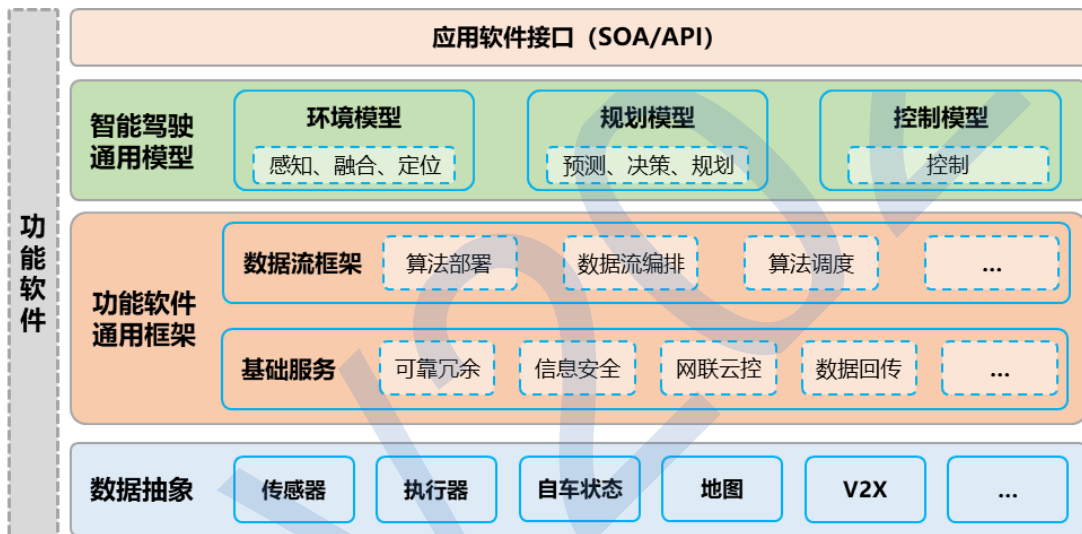 功能软件
应用软件接口（SOA/API）
智能驾驶
通用模型
环境模型
感知、融合、定位
规划模型
预测、决策、规划
控制模型
控制
功能软件
通用框架
数据流框架
算法部署
数据流编排
算法调度
...
基础服务
可靠冗余
信息安全
网联云控
数据回传
...
数据抽象
传感器
执行器
自车状态
地图
V2X
...